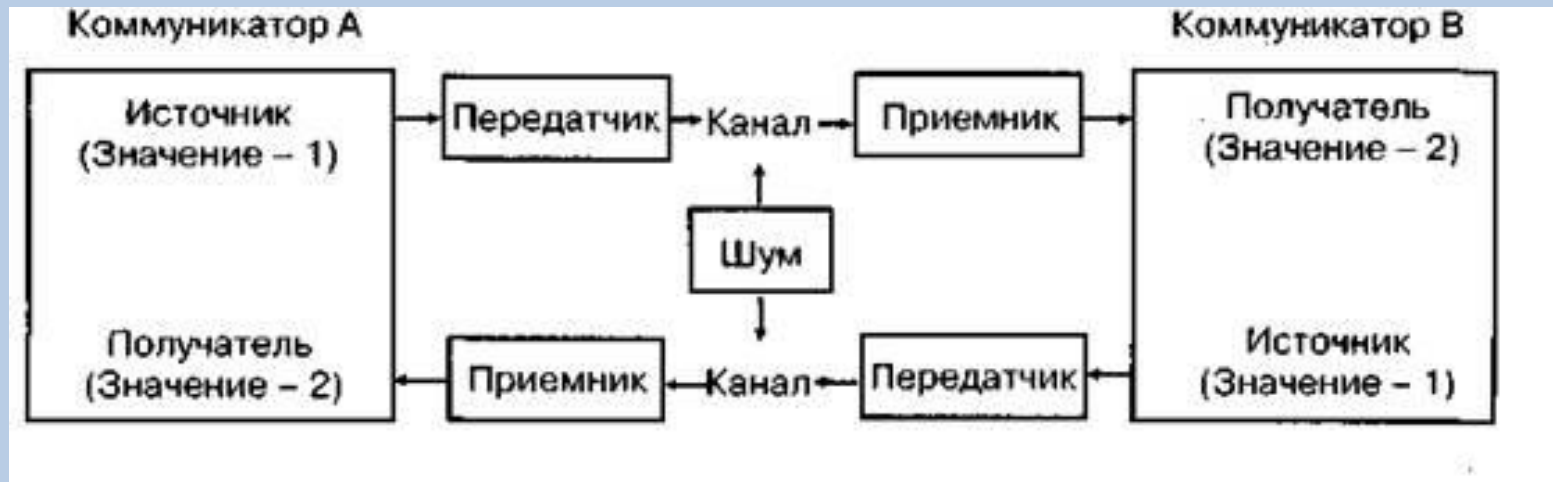 Коммуникатор А
Коммуникатор В
Источник
(Значение – 1)
Передатчик
Канал
Приемник
Получатель
(Значение – 2)
Шум
Получатель
(Значение – 2)
Приемник
Канал
Передатчик
Источник
(Значение – 1)